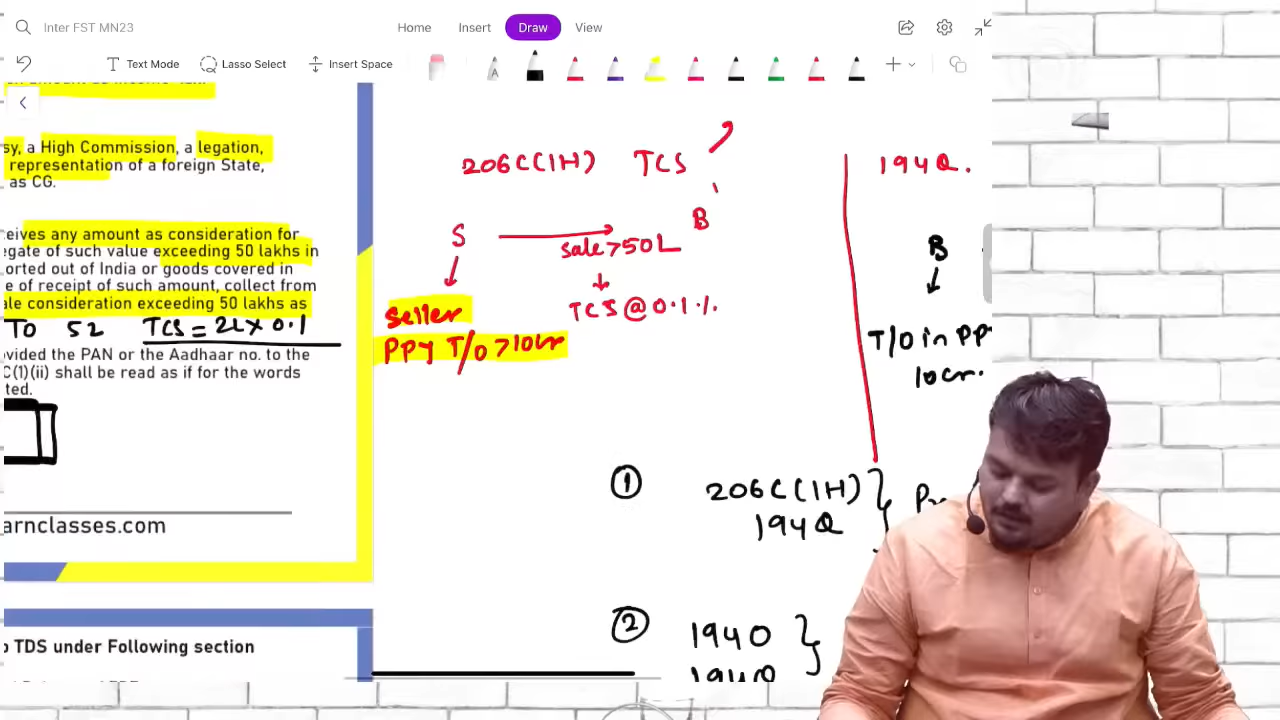 Inter FST MN23
Home Insert Draw View
Text Mode Lasso Select Insert Space
sy, a High Commission, a legation,
representation of a foreign State,
as CG.
ceives any amount as consideration for
egate of such value exceeding 50 lakhs in
orted out of India or goods covered in
e of receipt of such amount, collect from
ale consideration exceeding 50 lakhs as
TO 52 TCS = 2L x 0.1
ovided the PAN or the Aadhaar no. to the
C(1)(ii) shall be read as if for the words
ted.
arnclasses.com
TDS under Following section
206C(1H) TCS
S B
Sale > 50L
TCS @ 0.1 %.
Seller
PPY T/O > 10cr
194Q.
B
T/O in PP
10cr.
1 206C(1H)
194Q
2 194O
194Q